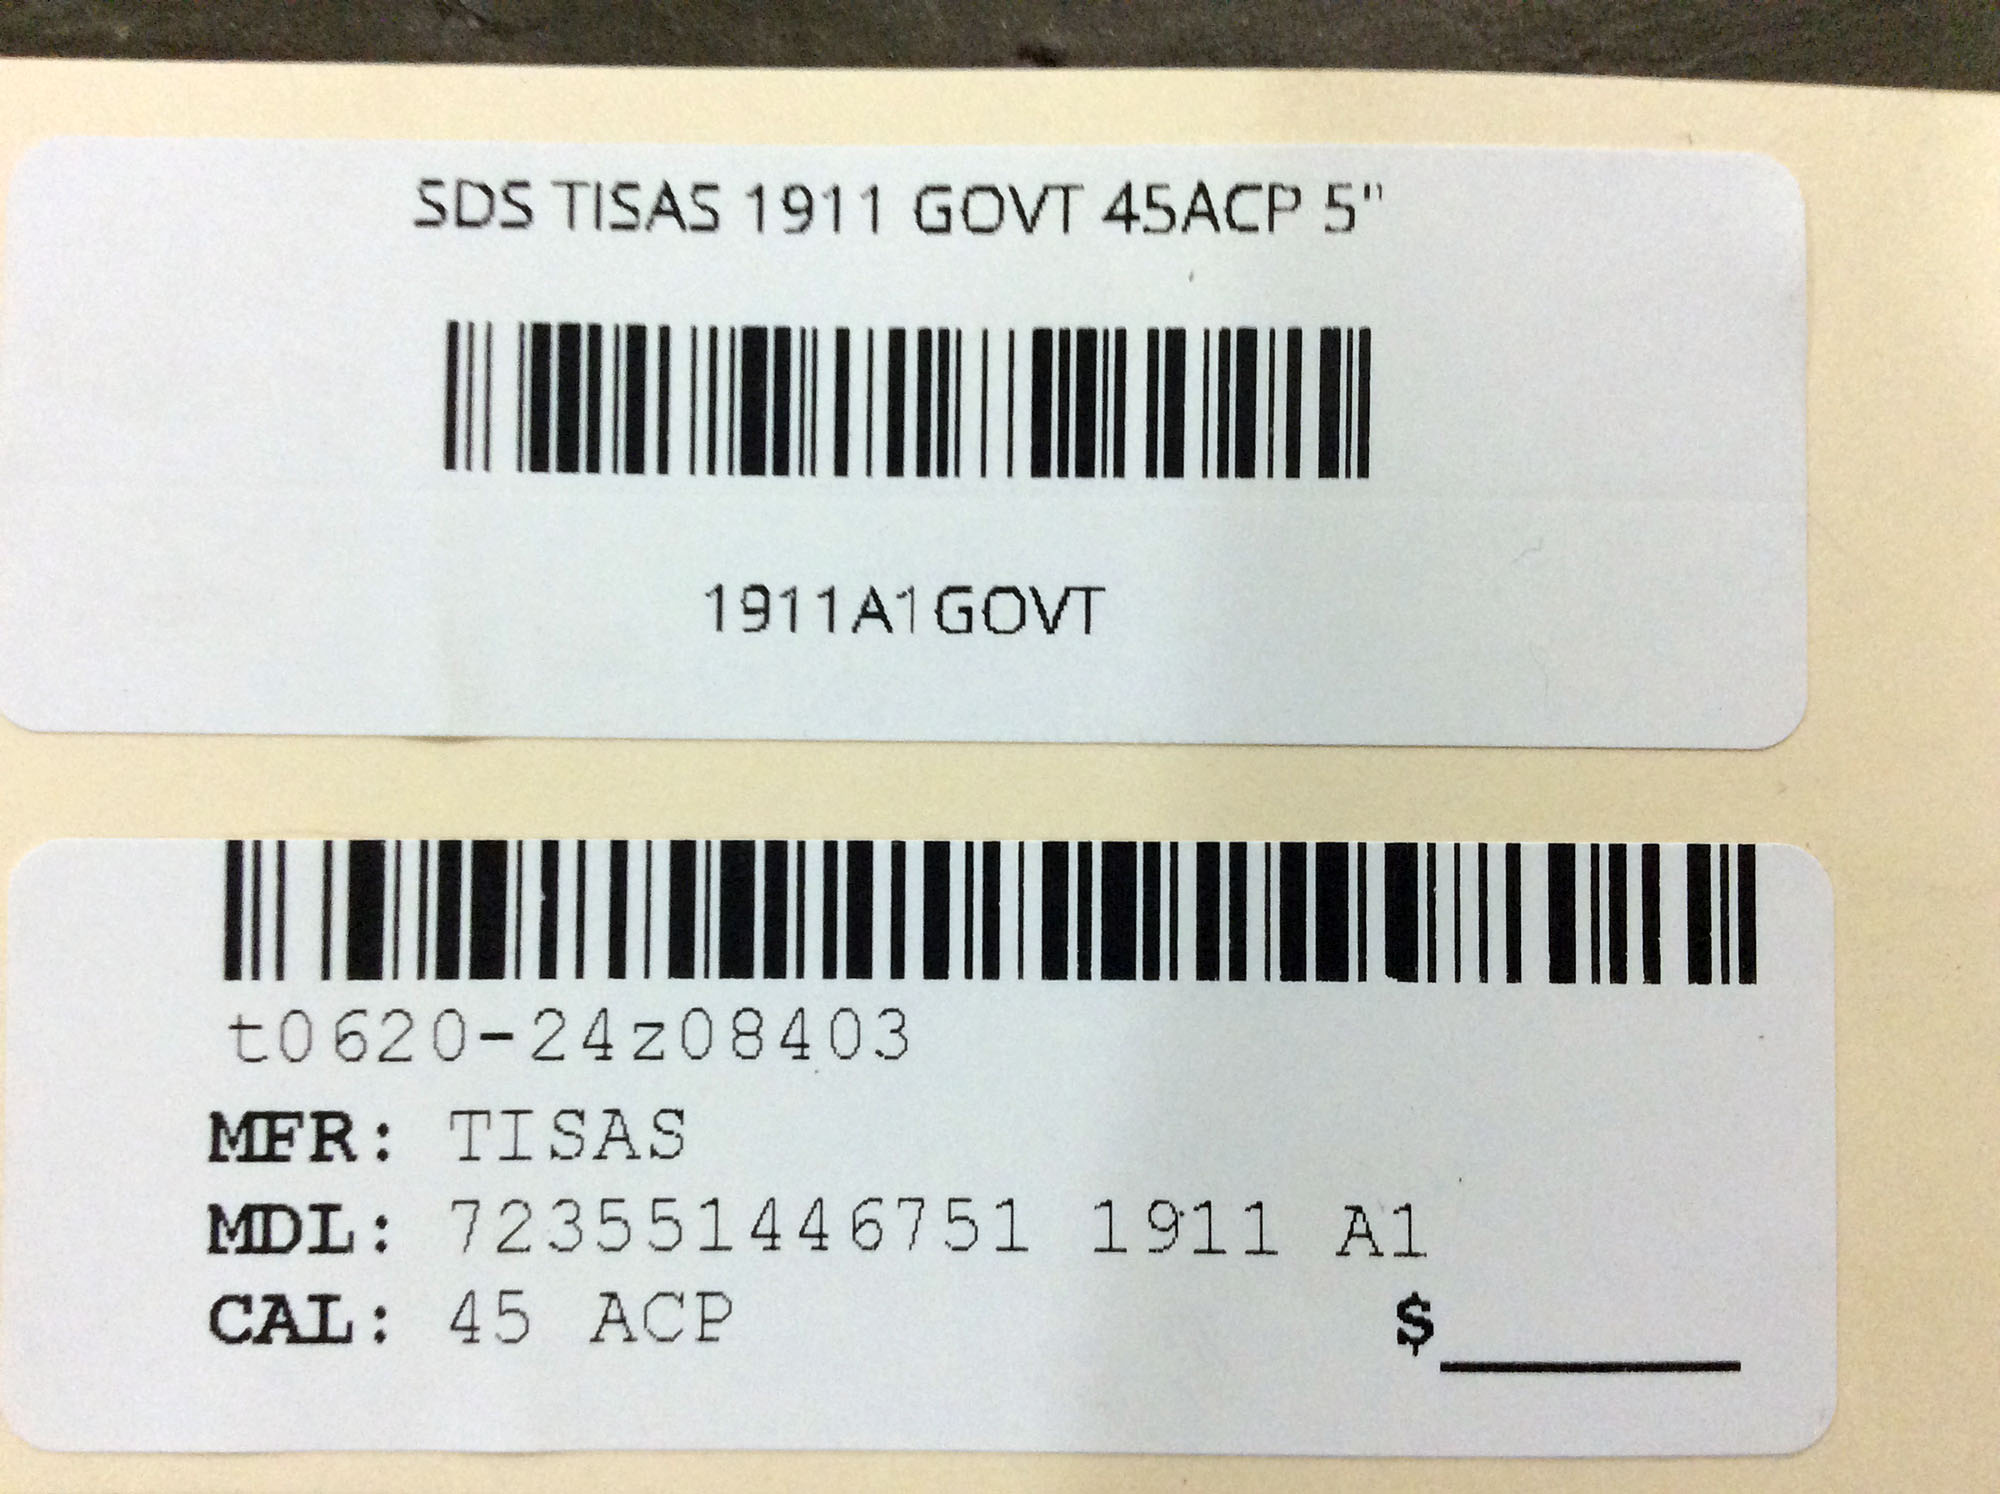 SDS TISAS 1911 GOVT 45ACP 5"
1911A1GOVT
t0620-24z08403
MFR: TISAS
MDL: 723551446751 1911 A1
CAL: 45 ACP
$